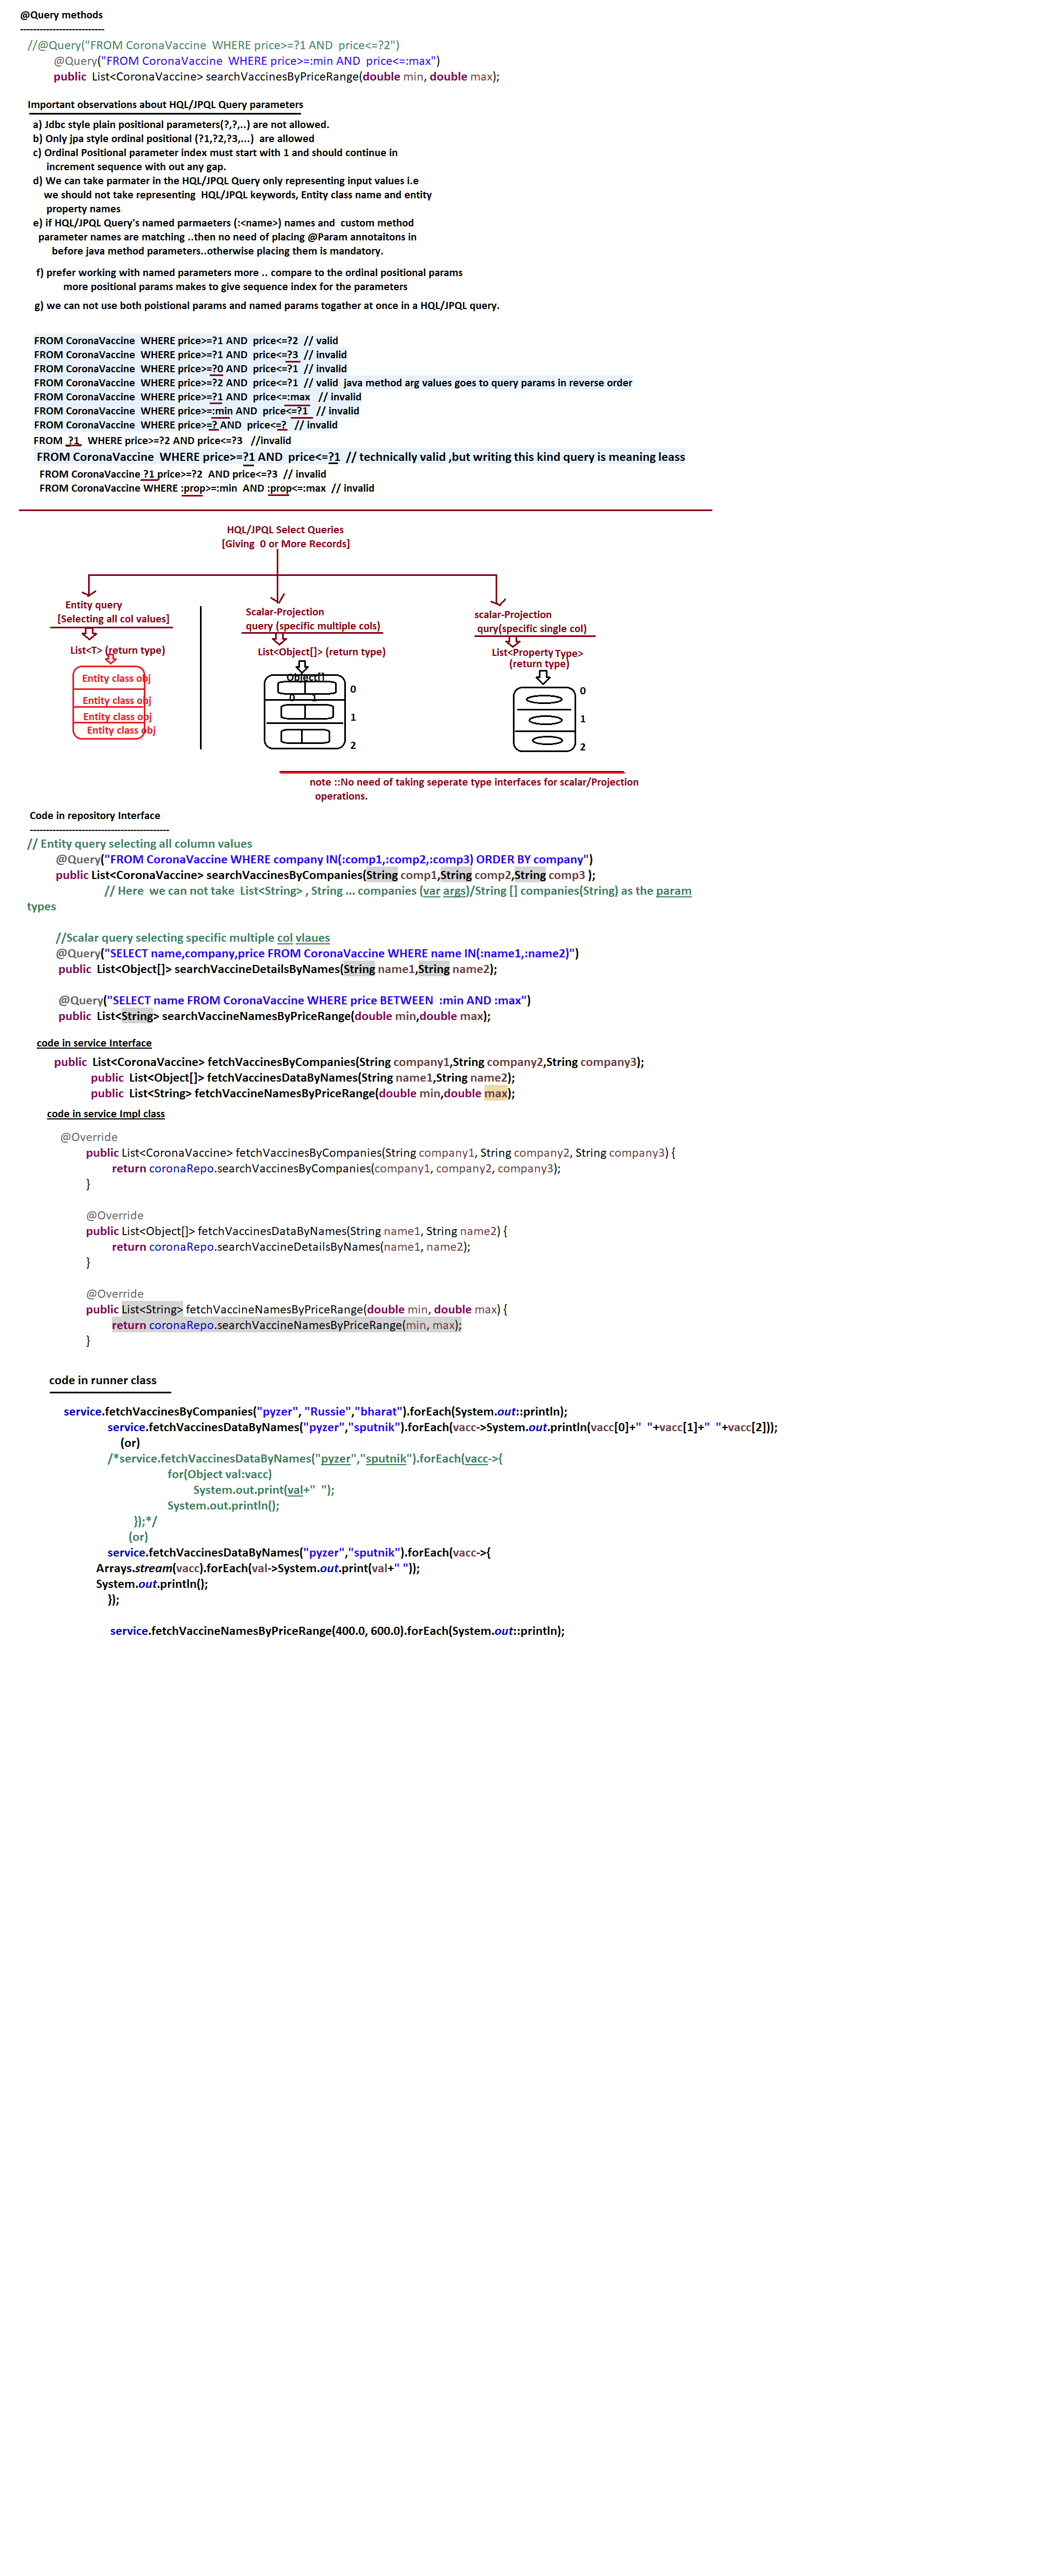 @Query methods
--------------------------
//@Query("FROM CoronaVaccine  WHERE price>=?1 AND  price<=?2")
@Query("FROM CoronaVaccine  WHERE price>=:min AND  price<=:max")
public  List<CoronaVaccine> searchVaccinesByPriceRange(double min, double max);
Important observations about HQL/JPQL Query parameters
a) Jdbc style plain positional parameters(?,?,..) are not allowed.
b) Only jpa style ordinal positional (?1,?2,?3,...)  are allowed
c) Ordinal Positional parameter index must start with 1 and should continue in
increment sequence with out any gap.
d) We can take parmater in the HQL/JPQL Query only representing input values i.e
we should not take representing  HQL/JPQL keywords, Entity class name and entity
property names
e) if HQL/JPQL Query's named parmaeters (:<name>) names and  custom method
parameter names are matching ..then no need of placing @Param annotaitons in
before java method parameters..otherwise placing them is mandatory.
f) prefer working with named parameters more .. compare to the ordinal positional params
more positional params makes to give sequence index for the parameters
g) we can not use both poistional params and named params togather at once in a HQL/JPQL query.
FROM CoronaVaccine  WHERE price>=?1 AND  price<=?2  // valid
FROM CoronaVaccine  WHERE price>=?1 AND  price<=?3  // invalid
FROM CoronaVaccine  WHERE price>=?0 AND  price<=?1  // invalid
FROM CoronaVaccine  WHERE price>=?2 AND  price<=?1  // valid  java method arg values goes to query params in reverse order
FROM CoronaVaccine  WHERE price>=?1 AND  price<=:max   // invalid
FROM CoronaVaccine  WHERE price>=:min AND  price<=?1   // invalid
FROM CoronaVaccine  WHERE price>=? AND  price<=?   // invalid
FROM  ?1   WHERE price>=?2 AND price<=?3   //invalid
FROM CoronaVaccine  WHERE price>=?1 AND  price<=?1  // technically valid ,but writing this kind query is meaning leass
FROM CoronaVaccine ?1 price>=?2  AND price<=?3  // invalid
FROM CoronaVaccine WHERE :prop>=:min  AND :prop<=:max  // invalid
HQL/JPQL Select Queries
[Giving  0 or More Records]
Entity query
[Selecting all col values]
Scalar-Projection
query (specific multiple cols)
scalar-Projection
qury(specific single col)
List<T> (return type)
List<Object[]> (return type)
List<Property Type>
(return type)
Entity class obj
Entity class obj
Entity class obj
Entity class obj
Object[]
0    1
0
1
2
0
1
2
note ::No need of taking seperate type interfaces for scalar/Projection
operations.
Code in repository Interface
-------------------------------------------
// Entity query selecting all column values
@Query("FROM CoronaVaccine WHERE company IN(:comp1,:comp2,:comp3) ORDER BY company")
public List<CoronaVaccine> searchVaccinesByCompanies(String comp1,String comp2,String comp3 );
// Here  we can not take  List<String> , String ... companies (var args)/String [] companies(String) as the param
types
//Scalar query selecting specific multiple col vlaues
@Query("SELECT name,company,price FROM CoronaVaccine WHERE name IN(:name1,:name2)")
public  List<Object[]> searchVaccineDetailsByNames(String name1,String name2);
@Query("SELECT name FROM CoronaVaccine WHERE price BETWEEN  :min AND :max")
public  List<String> searchVaccineNamesByPriceRange(double min,double max);
code in service Interface
public  List<CoronaVaccine> fetchVaccinesByCompanies(String company1,String company2,String company3);
public  List<Object[]> fetchVaccinesDataByNames(String name1,String name2);
public  List<String> fetchVaccineNamesByPriceRange(double min,double max);
code in service Impl class
@Override
public List<CoronaVaccine> fetchVaccinesByCompanies(String company1, String company2, String company3) {
return coronaRepo.searchVaccinesByCompanies(company1, company2, company3);
}
@Override
public List<Object[]> fetchVaccinesDataByNames(String name1, String name2) {
return coronaRepo.searchVaccineDetailsByNames(name1, name2);
}
@Override
public List<String> fetchVaccineNamesByPriceRange(double min, double max) {
return coronaRepo.searchVaccineNamesByPriceRange(min, max);
}
code in runner class
service.fetchVaccinesByCompanies("pyzer", "Russie","bharat").forEach(System.out::println);
service.fetchVaccinesDataByNames("pyzer","sputnik").forEach(vacc->System.out.println(vacc[0]+"  "+vacc[1]+"  "+vacc[2]));
(or)
/*service.fetchVaccinesDataByNames("pyzer","sputnik").forEach(vacc->{
for(Object val:vacc)
System.out.print(val+"  ");
System.out.println();
});*/
(or)
service.fetchVaccinesDataByNames("pyzer","sputnik").forEach(vacc->{
Arrays.stream(vacc).forEach(val->System.out.print(val+" "));
System.out.println();
});
service.fetchVaccineNamesByPriceRange(400.0, 600.0).forEach(System.out::println);